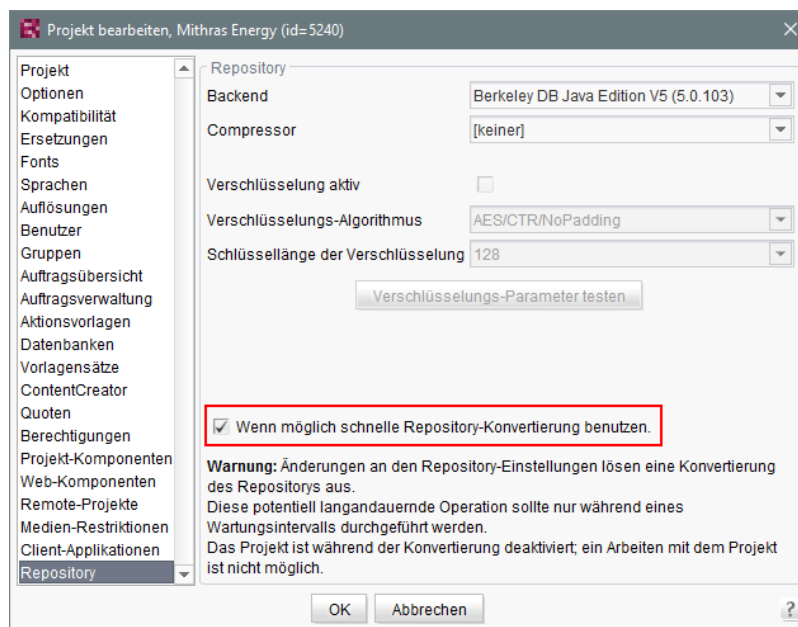 Projekt bearbeiten, Mithras Energy (id=5240)
Projekt
Optionen
Kompatibilität
Ersetzungen
Fonts
Sprachen
Auflösungen
Benutzer
Gruppen
Auftragsübersicht
Auftragsverwaltung
Aktionsvorlagen
Datenbanken
Vorlagensätze
ContentCreator
Quoten
Berechtigungen
Projekt-Komponenten
Web-Komponenten
Remote-Projekte
Medien-Restriktionen
Client-Applikationen
Repository
Repository
Backend Berkeley DB Java Edition V5 (5.0.103)
Compressor [keiner]
Verschlüsselung aktiv
Verschlüsselungs-Algorithmus AES/CTR/NoPadding
Schlüssellänge der Verschlüsselung 128
Verschlüsselungs-Parameter testen
Wenn möglich schnelle Repository-Konvertierung benutzen.
Warnung: Änderungen an den Repository-Einstellungen lösen eine Konvertierung
des Repositorys aus.
Diese potentiell langandauernde Operation sollte nur während eines
Wartungsintervalls durchgeführt werden.
Das Projekt ist während der Konvertierung deaktiviert; ein Arbeiten mit dem Projekt
ist nicht möglich.
OK Abbrechen ?